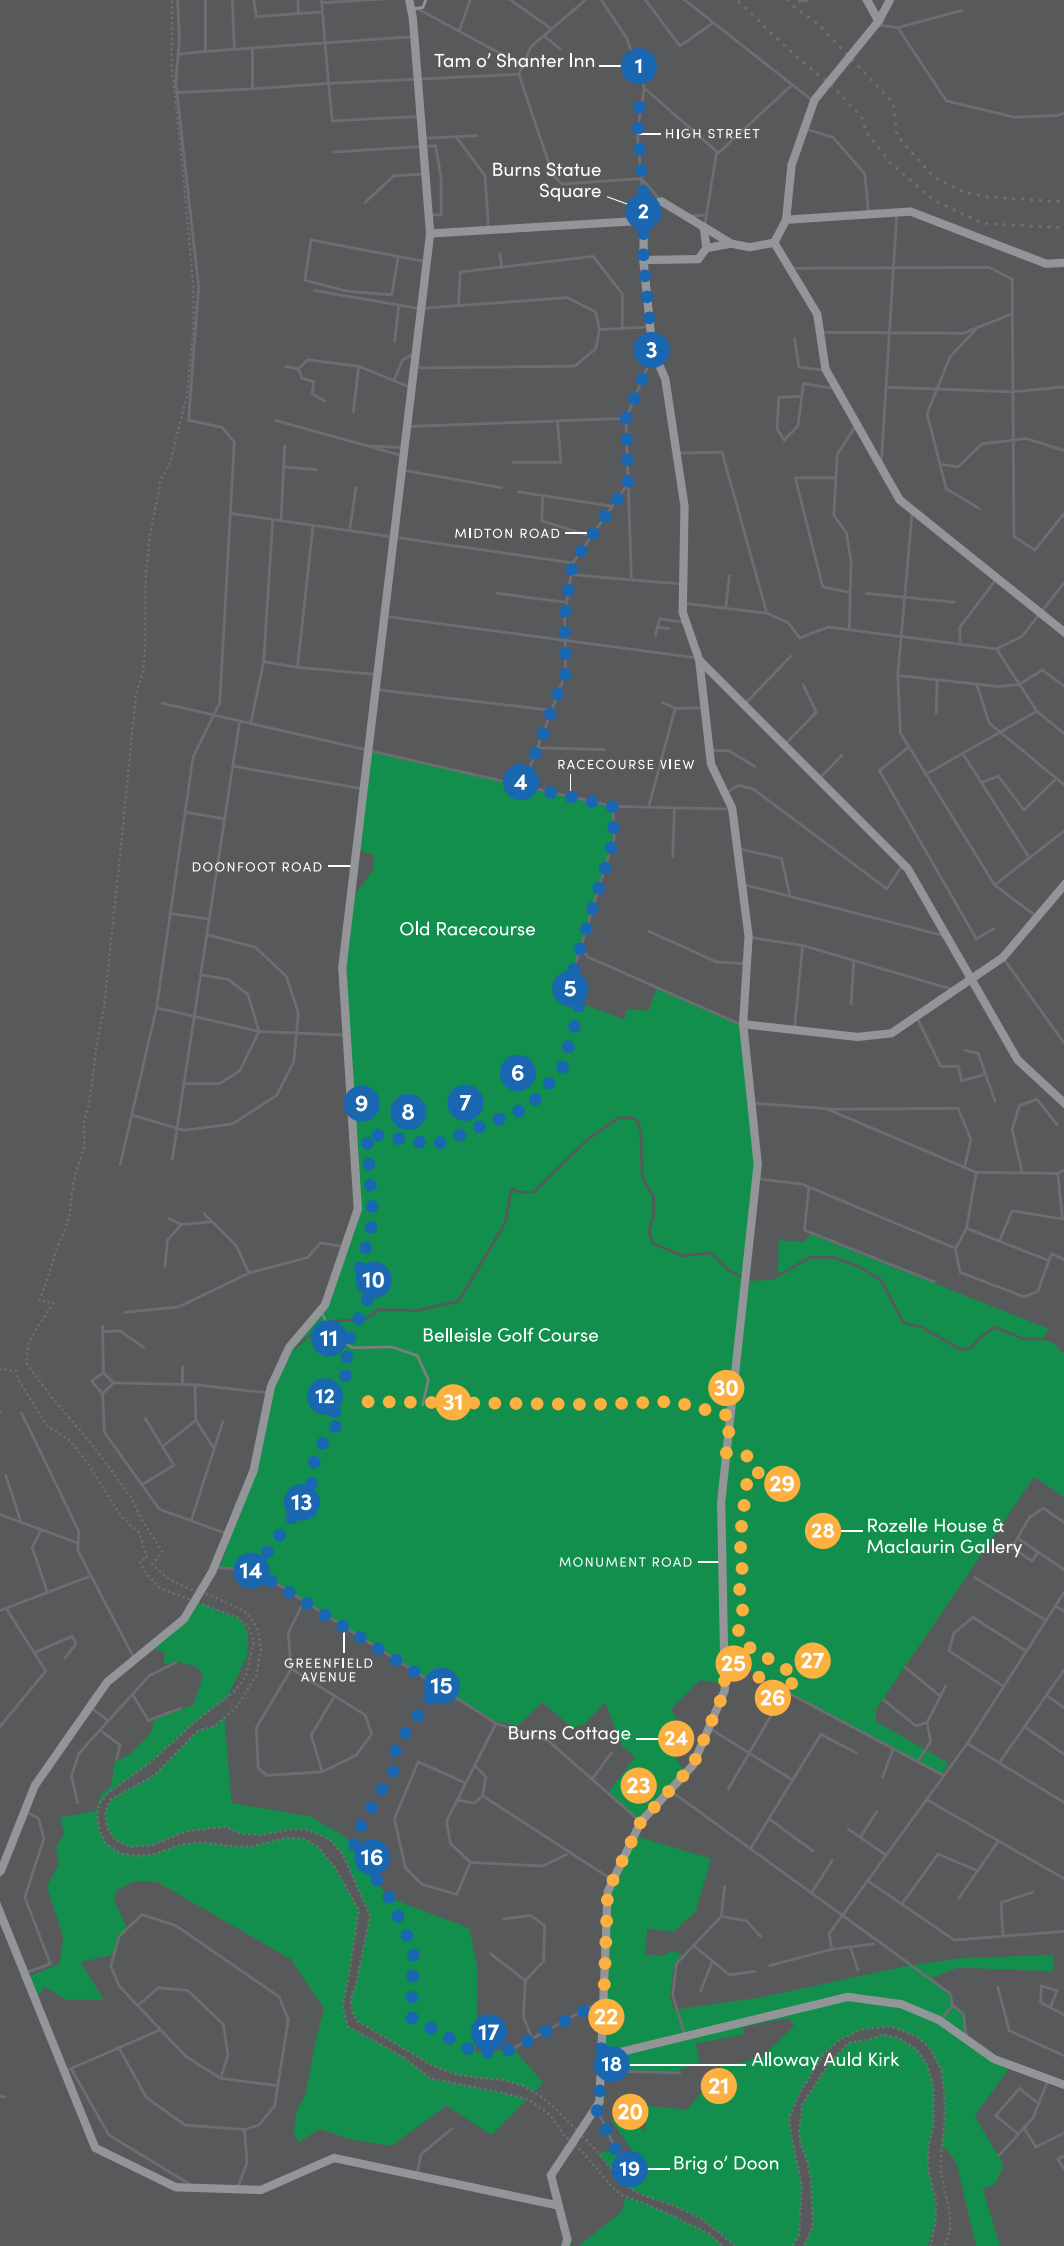 Tam o’ Shanter Inn
1
HIGH STREET
Burns Statue
Square
2
3
MIDTON ROAD
RACECOURSE VIEW
4
DOONFOOT ROAD
Old Racecourse
5
6
7
8
9
10
11
Belleisle Golf Course
12
31
30
13
29
28
Rozelle House &
Maclaurin Gallery
MONUMENT ROAD
14
GREENFIELD
AVENUE
15
25
27
26
Burns Cottage
24
23
16
22
17
18
Alloway Auld Kirk
21
20
19
Brig o’ Doon